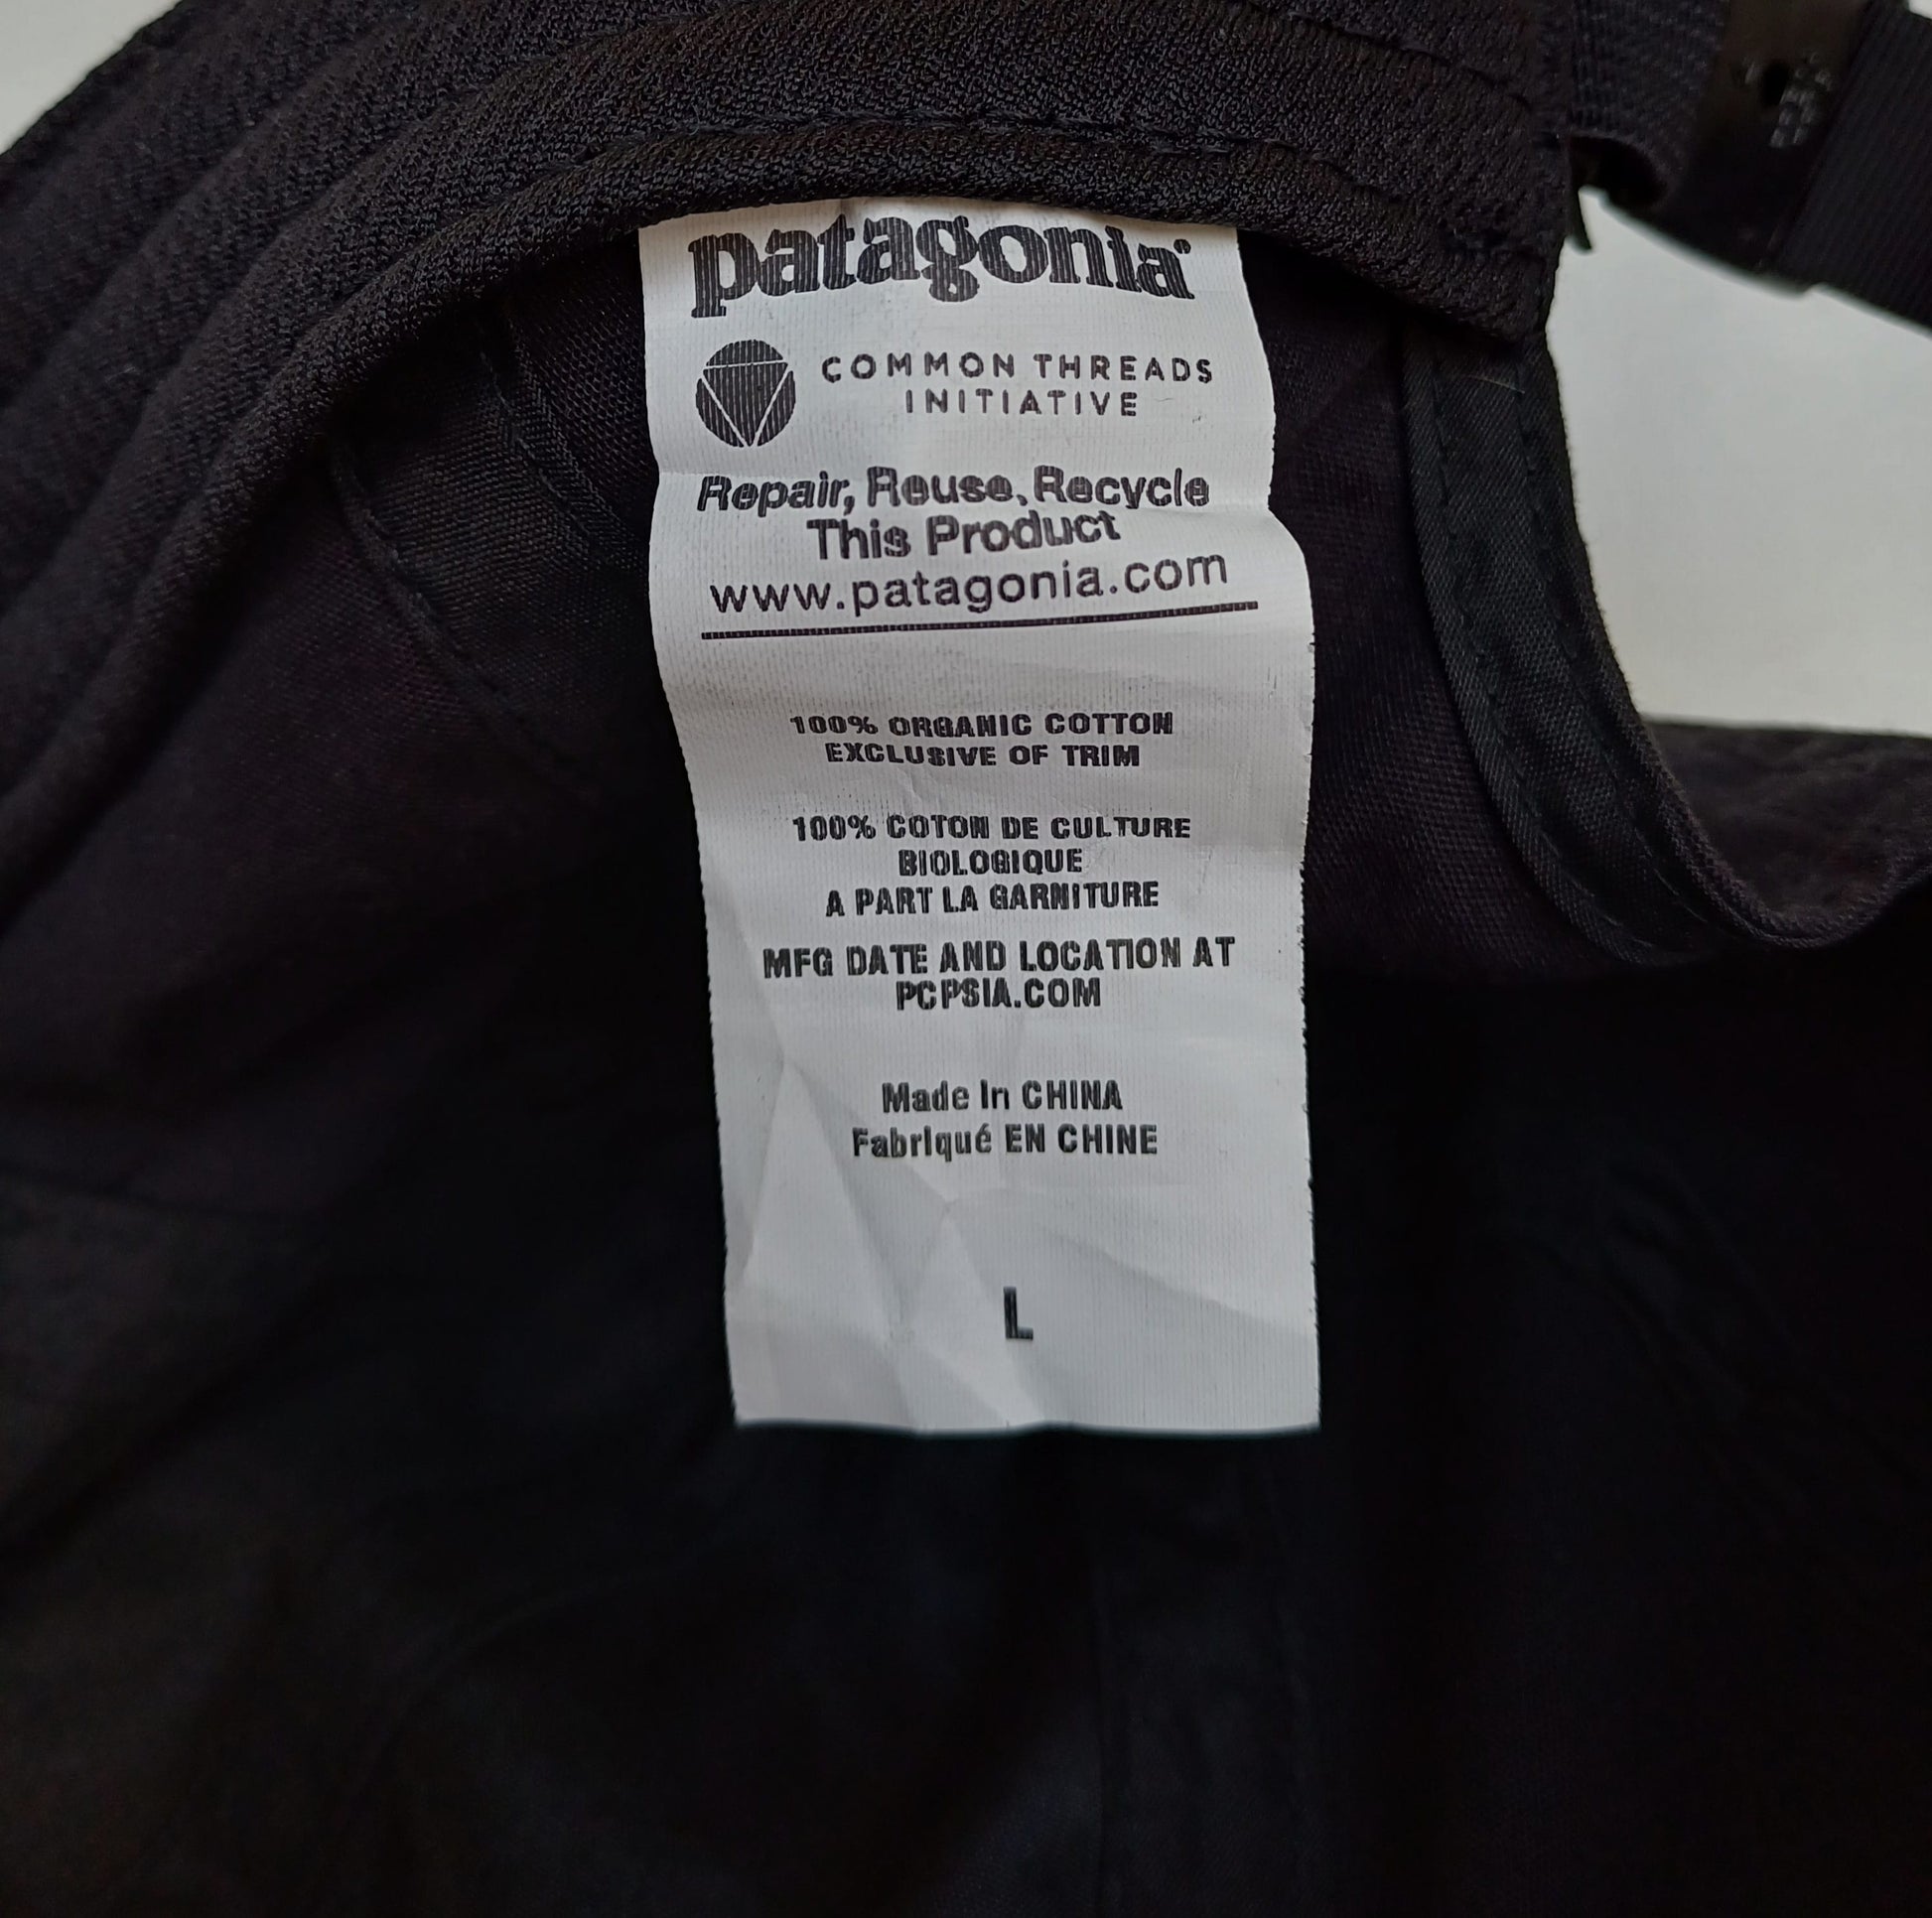 patagonia®
COMMON THREADS
INITIATIVE
Repair, Reuse, Recycle
This Product
www.patagonia.com
100% ORGANIC COTTON
EXCLUSIVE OF TRIM
100% COTON DE CULTURE
BIOLOGIQUE
A PART LA GARNITURE
MFG DATE AND LOCATION AT
PCPSIA.COM
Made In CHINA
Fabriqué EN CHINE
L